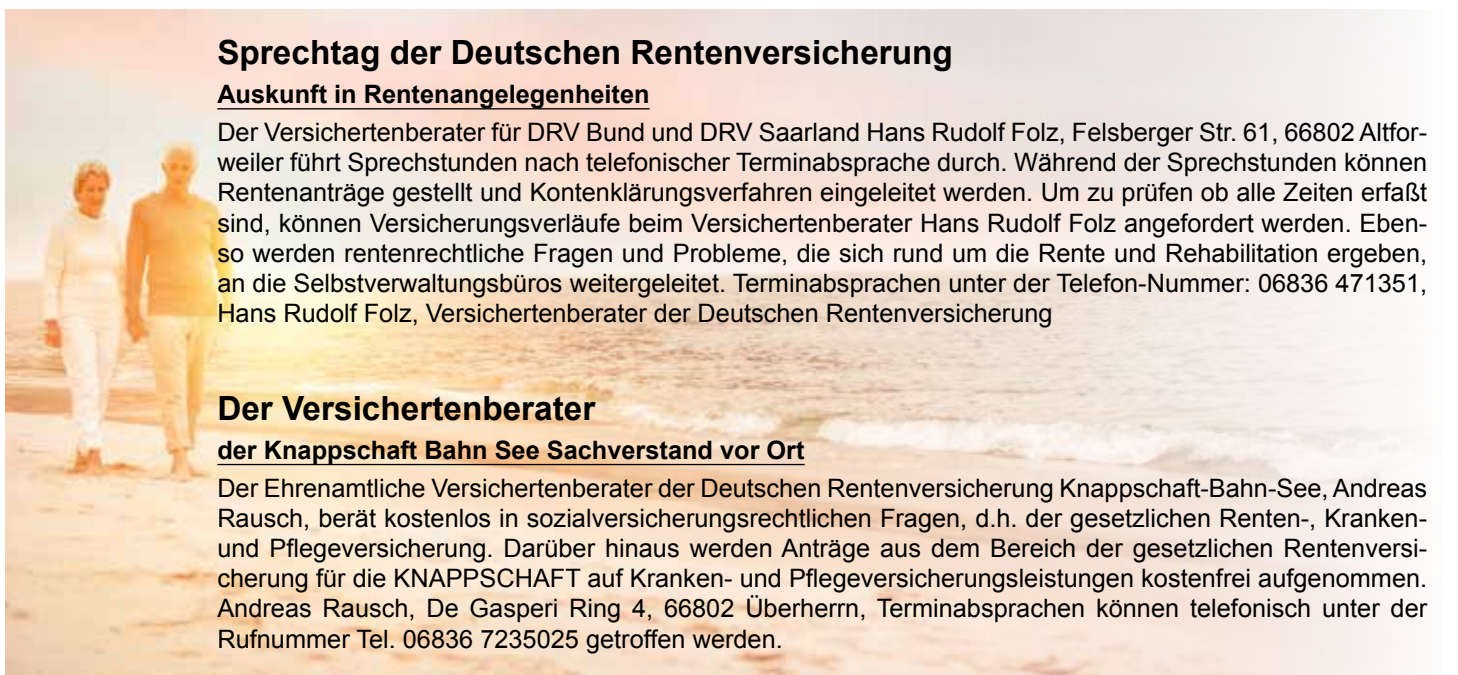 Sprechtag der Deutschen Rentenversicherung
Auskunft in Rentenangelegenheiten
Der Versichertenberater für DRV Bund und DRV Saarland Hans Rudolf Folz, Felsberger Str. 61, 66802 Altfor-
weiler führt Sprechstunden nach telefonischer Terminabsprache durch. Während der Sprechstunden können
Rentenanträge gestellt und Kontenklärungsverfahren eingeleitet werden. Um zu prüfen ob alle Zeiten erfaßt
sind, können Versicherungsverläufe beim Versichertenberater Hans Rudolf Folz angefordert werden. Eben-
so werden rentenrechtliche Fragen und Probleme, die sich rund um die Rente und Rehabilitation ergeben,
an die Selbstverwaltungsbüros weitergeleitet. Terminabsprachen unter der Telefon-Nummer: 06836 471351,
Hans Rudolf Folz, Versichertenberater der Deutschen Rentenversicherung
Der Versichertenberater
der Knappschaft Bahn See Sachverstand vor Ort
Der Ehrenamtliche Versichertenberater der Deutschen Rentenversicherung Knappschaft-Bahn-See, Andreas
Rausch, berät kostenlos in sozialversicherungsrechtlichen Fragen, d.h. der gesetzlichen Renten-, Kranken-
und Pflegeversicherung. Darüber hinaus werden Anträge aus dem Bereich der gesetzlichen Rentenversi-
cherung für die KNAPPSCHAFT auf Kranken- und Pflegeversicherungsleistungen kostenfrei aufgenommen.
Andreas Rausch, De Gasperi Ring 4, 66802 Überherrn, Terminabsprachen können telefonisch unter der
Rufnummer Tel. 06836 7235025 getroffen werden.